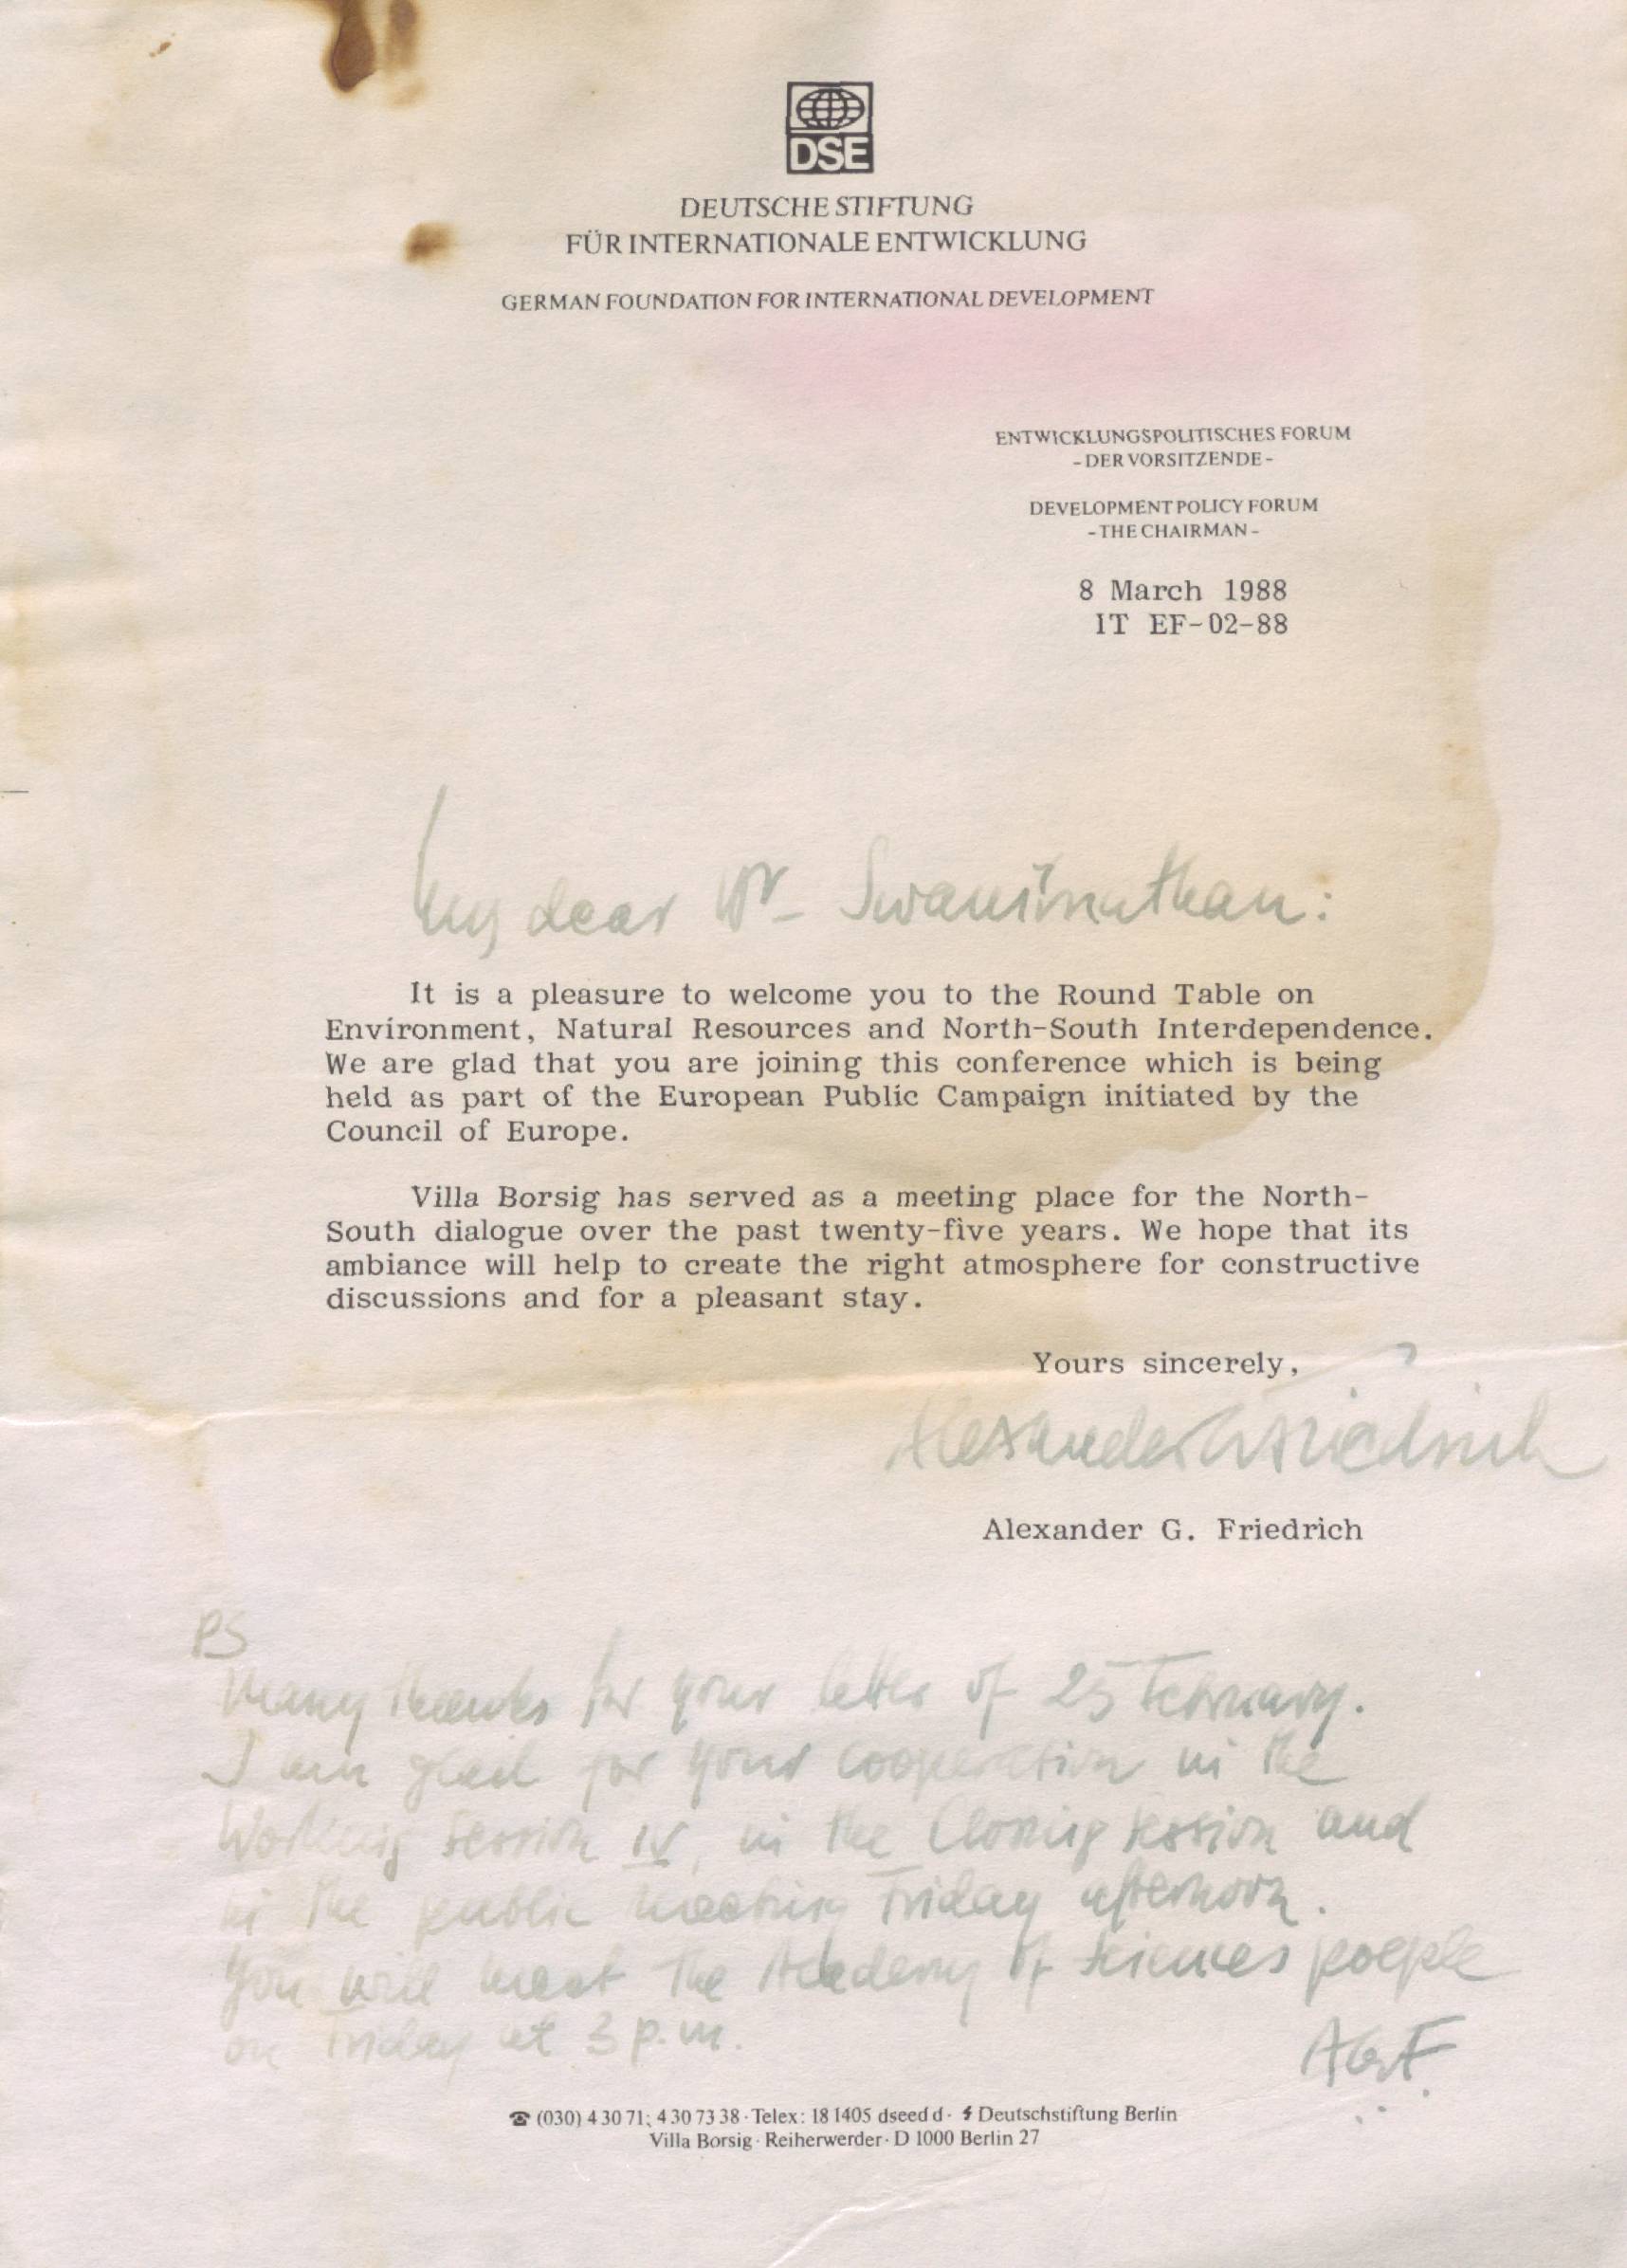 DSE
DEUTSCHE STIFTUNG
FÜR INTERNATIONALE ENTWICKLUNG
GERMAN FOUNDATION FOR INTERNATIONAL DEVELOPMENT
ENTWICKLUNGSPOLITISCHES FORUM
- DER VORSITZENDE -
DEVELOPMENT POLICY FORUM
- THE CHAIRMAN -
8 March 1988
IT EF-02-88
My dear Dr. Swaminathan:
It is a pleasure to welcome you to the Round Table on
Environment, Natural Resources and North-South Interdependence.
We are glad that you are joining this conference which is being
held as part of the European Public Campaign initiated by the
Council of Europe.
Villa Borsig has served as a meeting place for the North-
South dialogue over the past twenty-five years. We hope that its
ambiance will help to create the right atmosphere for constructive
discussions and for a pleasant stay.
Yours sincerely,
Alexander G. Friedrich
Alexander G. Friedrich
PS
Many thanks for your letter of 25 February.
I am glad for your cooperation in the
Working Session IV, in the Closing Session and
in the public meeting Friday afternoon.
You will meet the Academy of Sciences poeple
on Friday at 3 p.m.
AGF.
☎ (030) 4 30 71; 4 30 73 38 · Telex: 18 1405 dseed d · Deutschstiftung Berlin
Villa Borsig · Reiherwerder · D 1000 Berlin 27